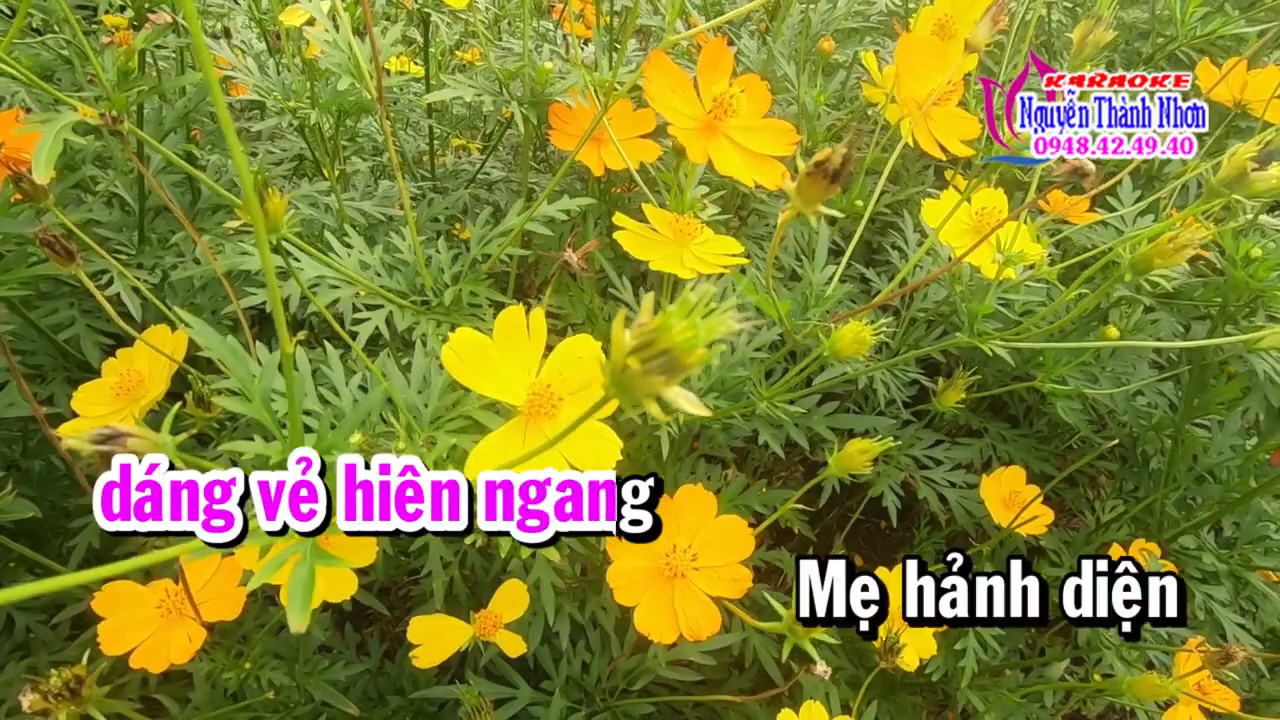 KARAOKE
Nguyễn Thành Nhơn
0948.42.49.40
dáng vẻ hiên ngang
Mẹ hảnh diện